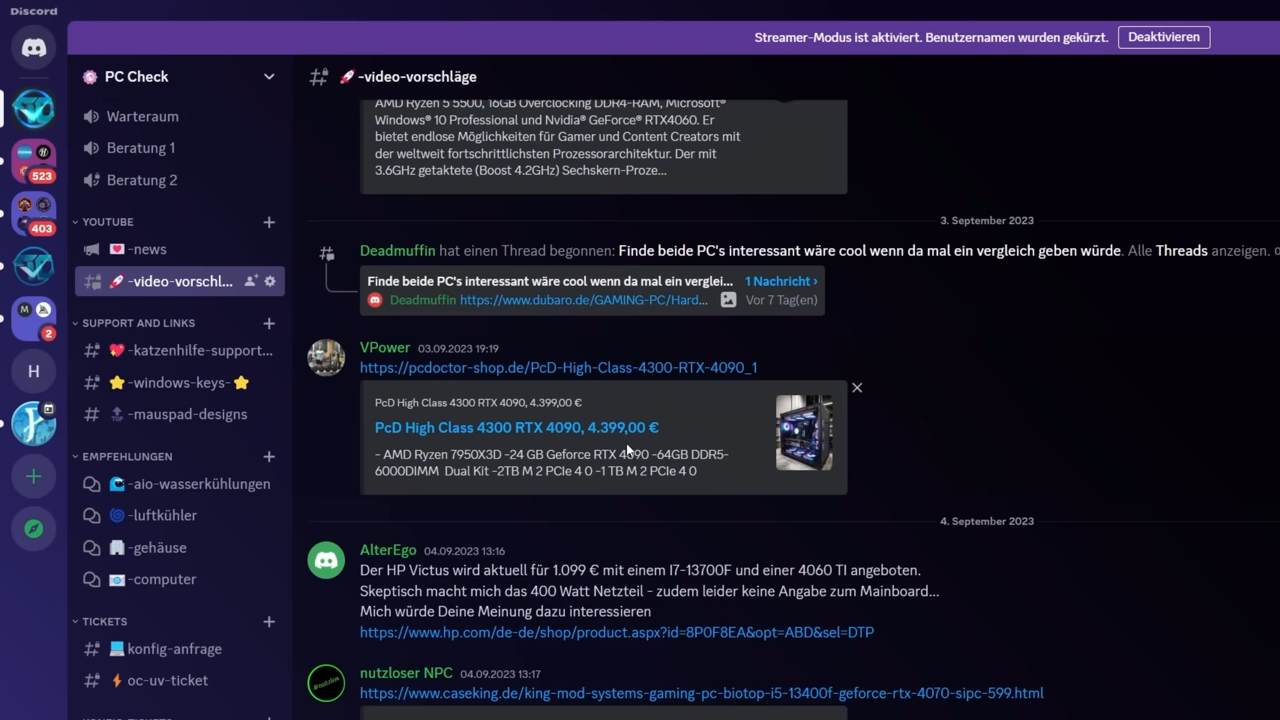 Discord
Streamer-Modus ist aktiviert. Benutzernamen wurden gekürzt.
Deaktivieren
PC Check
-video-vorschläge
Warteraum
Beratung 1
Beratung 2
YOUTUBE
-news
-video-vorschl...
SUPPORT AND LINKS
-katzenhilfe-support...
-windows-keys-
-mauspad-designs
EMPFEHLUNGEN
-aio-wasserkühlungen
-luftkühler
-gehäuse
-computer
TICKETS
konfig-anfrage
oc-uv-ticket
523
403
2
M
H
AMD Ryzen 5 5500, 16GB Overclocking DDR4-RAM, Microsoft®
Windows® 10 Professional und Nvidia® GeForce® RTX4060. Er
bietet endlose Möglichkeiten für Gamer und Content Creators mit
der weltweit fortschrittlichsten Prozessorarchitektur. Der mit
3.6GHz getaktete (Boost 4.2GHz) Sechskern-Proze...
3. September 2023
Deadmuffin hat einen Thread begonnen: Finde beide PC's interessant wäre cool wenn da mal ein vergleich geben würde. Alle Threads anzeigen.
Finde beide PC's interessant wäre cool wenn da mal ein verglei... 1 Nachricht ›
Deadmuffin https://www.dubaro.de/GAMING-PC/Hard... Vor 7 Tag(en)
VPower 03.09.2023 19:19
https://pcdoctor-shop.de/PcD-High-Class-4300-RTX-4090_1
PcD High Class 4300 RTX 4090, 4.399,00 €
PcD High Class 4300 RTX 4090, 4.399,00 €
- AMD Ryzen 7950X3D -24 GB Geforce RTX 4090 -64GB DDR5-
6000DIMM Dual Kit -2TB M 2 PCIe 4 0 -1 TB M 2 PCIe 4 0
4. September 2023
AlterEgo 04.09.2023 13:16
Der HP Victus wird aktuell für 1.099 € mit einem I7-13700F und einer 4060 TI angeboten.
Skeptisch macht mich das 400 Watt Netzteil - zudem leider keine Angabe zum Mainboard...
Mich würde Deine Meinung dazu interessieren
https://www.hp.com/de-de/shop/product.aspx?id=8P0F8EA&opt=ABD&sel=DTP
nutzloser NPC 04.09.2023 13:17
https://www.caseking.de/king-mod-systems-gaming-pc-biotop-i5-13400f-geforce-rtx-4070-sipc-599.html